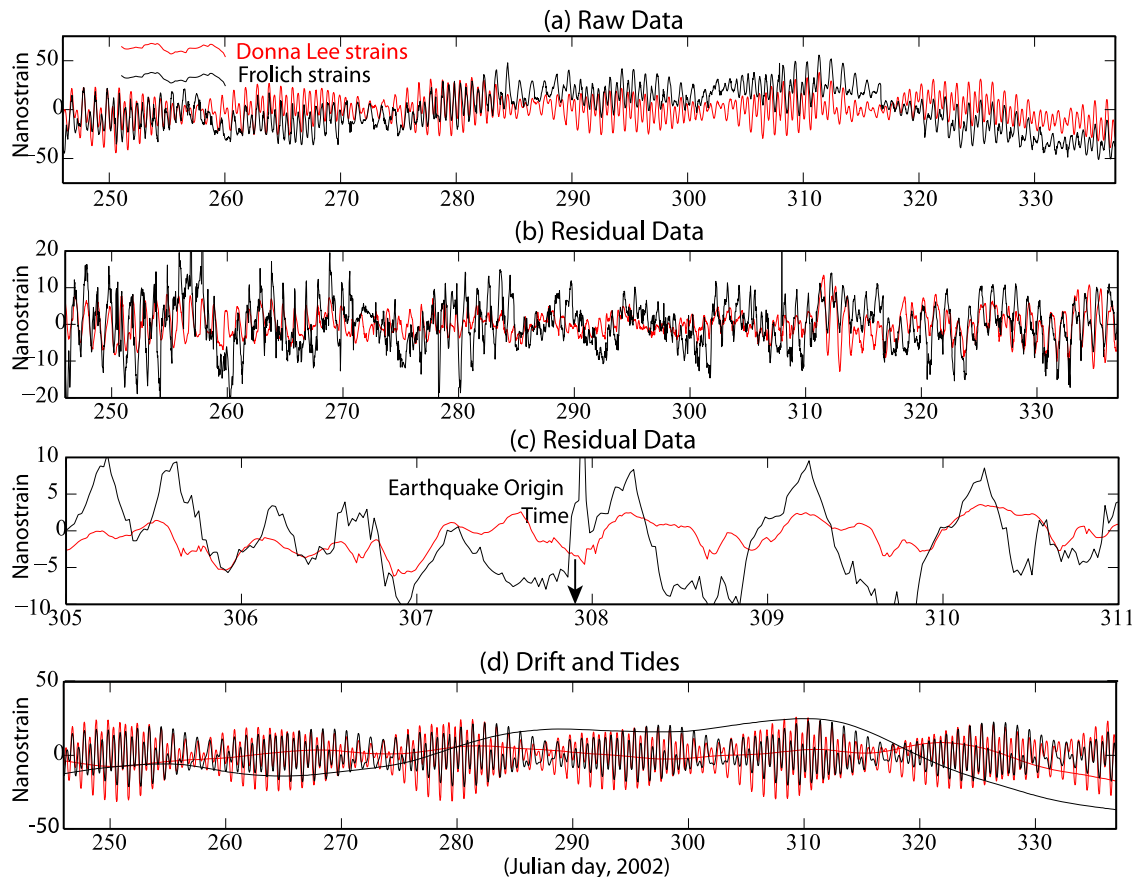 (a) Raw Data
Donna Lee strains
Frolich strains
Nanostrain
50
0
−50
250 260 270 280 290 300 310 320 330
(b) Residual Data
Nanostrain
20
10
0
−10
−20
250 260 270 280 290 300 310 320 330
(c) Residual Data
Earthquake Origin
Time
Nanostrain
10
5
0
−5
−10
305 306 307 308 309 310 311
(d) Drift and Tides
Nanostrain
50
0
-50
250 260 270 280 290 300 310 320 330
(Julian day, 2002)